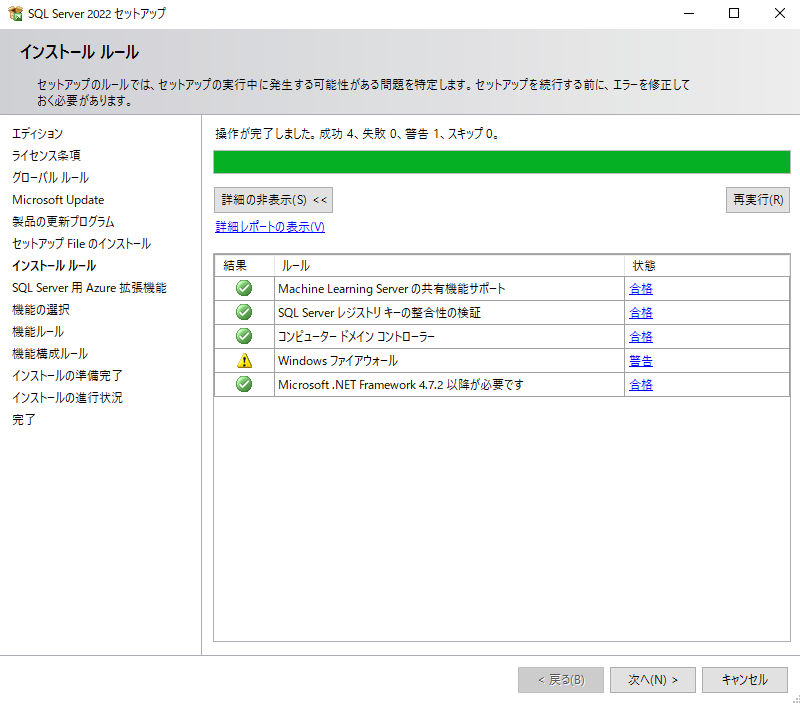 SQL Server 2022 セットアップ
インストール ルール
セットアップのルールでは、セットアップの実行中に発生する可能性がある問題を特定します。セットアップを続行する前に、エラーを修正して
おく必要があります。
エディション
ライセンス条項
グローバル ルール
Microsoft Update
製品の更新プログラム
セットアップ File のインストール
インストール ルール
SQL Server 用 Azure 拡張機能
機能の選択
機能ルール
機能構成ルール
インストールの準備完了
インストールの進行状況
完了
操作が完了しました。成功 4、失敗 0、警告 1、スキップ 0。
詳細の非表示(S) <<
再実行(R)
詳細レポートの表示(V)
結果 ルール 状態
Machine Learning Server の共有機能サポート 合格
SQL Server レジストリ キーの整合性の検証 合格
コンピューター ドメイン コントローラー 合格
Windows ファイアウォール 警告
Microsoft .NET Framework 4.7.2 以降が必要です 合格
< 戻る(B) 次へ(N) > キャンセル